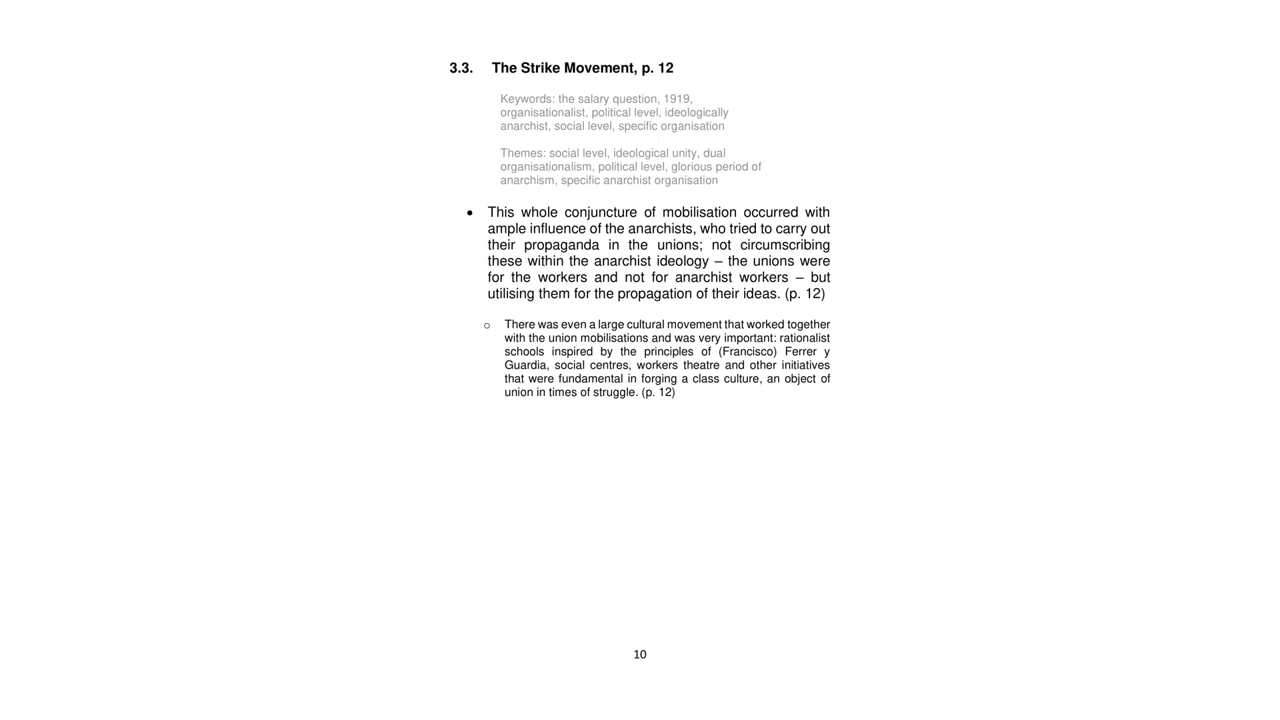 3.3. The Strike Movement, p. 12
Keywords: the salary question, 1919,
organisationalist, political level, ideologically
anarchist, social level, specific organisation
Themes: social level, ideological unity, dual
organisationalism, political level, glorious period of
anarchism, specific anarchist organisation
• This whole conjuncture of mobilisation occurred with
ample influence of the anarchists, who tried to carry out
their propaganda in the unions; not circumscribing
these within the anarchist ideology – the unions were
for the workers and not for anarchist workers – but
utilising them for the propagation of their ideas. (p. 12)
o There was even a large cultural movement that worked together
with the union mobilisations and was very important: rationalist
schools inspired by the principles of (Francisco) Ferrer y
Guardia, social centres, workers theatre and other initiatives
that were fundamental in forging a class culture, an object of
union in times of struggle. (p. 12)
10